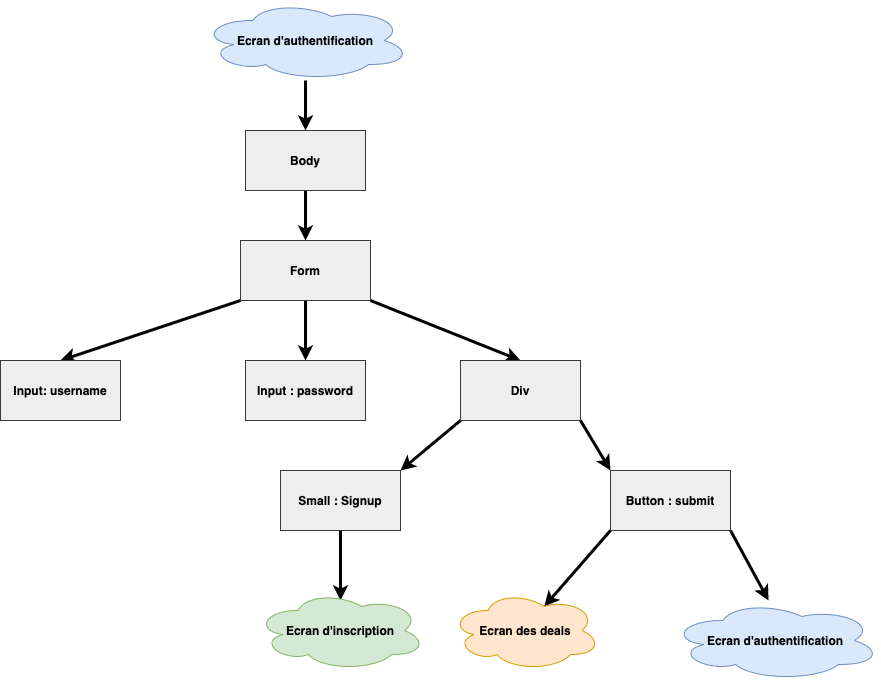 Ecran d'authentification
Body
Form
Input: username
Input : password
Div
Small : Signup
Button : submit
Ecran d'inscription
Ecran des deals
Ecran d'authentification